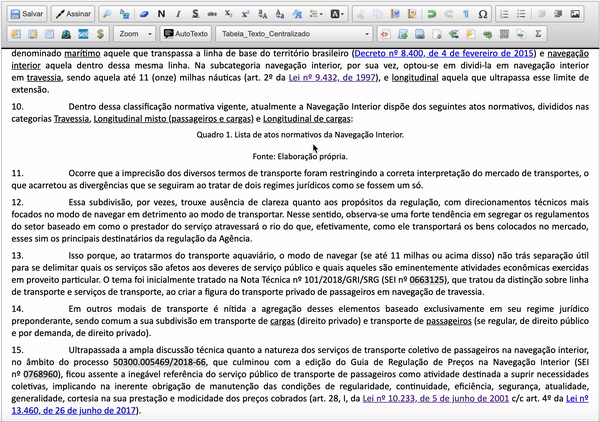 Salvar Assinar N I S
Zoom AutoTexto Tabela_Texto_Centralizado
denominado marítimo aquele que transpassa a linha de base do território brasileiro (Decreto nº 8.400, de 4 de fevereiro de 2015) e navegação
interior aquela dentro dessa mesma linha. Na subcategoria navegação interior, por sua vez, optou-se em dividi-la em navegação interior
em travessia, sendo aquela até 11 (onze) milhas náuticas (art. 2º da Lei nº 9.432, de 1997), e longitudinal aquela que ultrapassa esse limite de
extensão.
10. Dentro dessa classificação normativa vigente, atualmente a Navegação Interior dispõe dos seguintes atos normativos, divididos nas
categorias Travessia, Longitudinal misto (passageiros e cargas) e Longitudinal de cargas:
Quadro 1. Lista de atos normativos da Navegação Interior.
Fonte: Elaboração própria.
11. Ocorre que a imprecisão dos diversos termos de transporte foram restringindo a correta interpretação do mercado de transportes, o
que acarretou as divergências que se seguiram ao tratar de dois regimes jurídicos como se fossem um só.
12. Essa subdivisão, por vezes, trouxe ausência de clareza quanto aos propósitos da regulação, com direcionamentos técnicos mais
focados no modo de navegar em detrimento ao modo de transportar. Nesse sentido, observa-se uma forte tendência em segregar os regulamentos
do setor baseado em como o prestador do serviço atravessará o rio do que, efetivamente, como ele transportará os bens colocados no mercado,
esses sim os principais destinatários da regulação da Agência.
13. Isso porque, ao tratarmos do transporte aquaviário, o modo de navegar (se até 11 milhas ou acima disso) não trás separação útil
para se delimitar quais os serviços são afetos aos deveres de serviço público e quais aqueles são eminentemente atividades econômicas exercidas
em proveito particular. O tema foi inicialmente tratado na Nota Técnica nº 101/2018/GRI/SRG (SEI nº 0663125), que tratou da distinção sobre linha
de transporte e serviços de transporte, ao criar a figura do transporte privado de passageiros em navegação de travessia.
14. Em outros modais de transporte é nítida a agregação desses elementos baseado exclusivamente em seu regime jurídico
preponderante, sendo comum a sua subdivisão em transporte de cargas (direito privado) e transporte de passageiros (se regular, de direito público
e por demanda, de direito privado).
15. Ultrapassada a ampla discussão técnica quanto a natureza dos serviços de transporte coletivo de passageiros na navegação interior,
no âmbito do processo 50300.005469/2018-66, que culminou com a edição do Guia de Regulação de Preços na Navegação Interior (SEI
nº 0768960), ficou assente a inegável referência do serviço público de transporte de passageiros como atividade destinada a suprir necessidades
coletivas, implicando na inerente obrigação de manutenção das condições de regularidade, continuidade, eficiência, segurança, atualidade,
generalidade, cortesia na sua prestação e modicidade dos preços cobrados (art. 28, I, da Lei nº 10.233, de 5 de junho de 2001 c/c art. 4º da Lei nº
13.460, de 26 de junho de 2017).